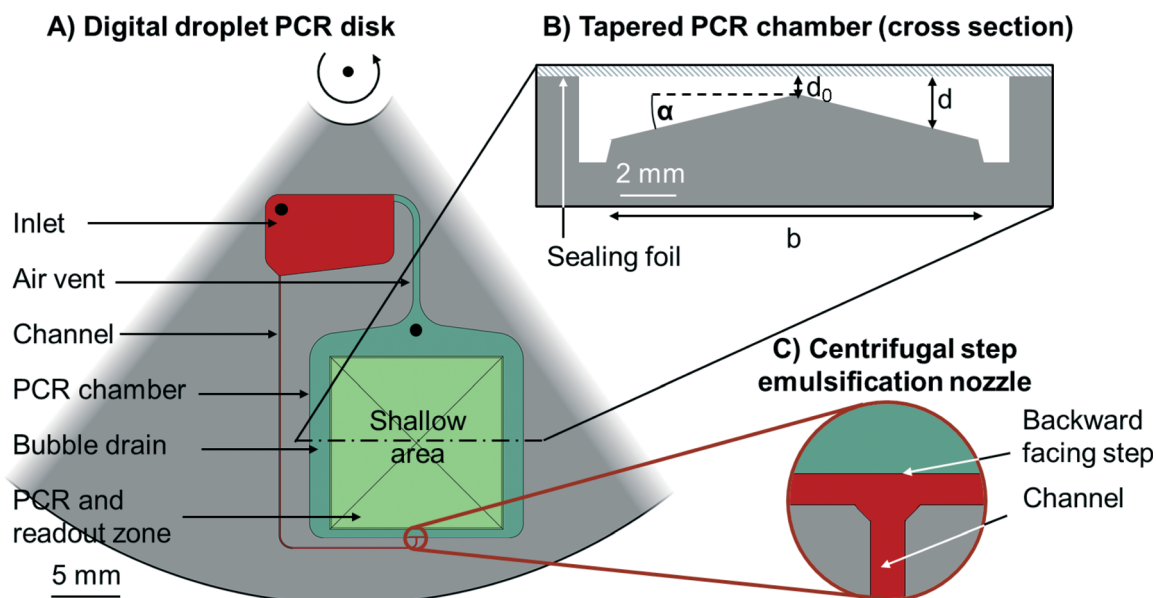 A) Digital droplet PCR disk
Inlet
Air vent
Channel
PCR chamber
Bubble drain
PCR and
readout zone
Shallow
area
5 mm
B) Tapered PCR chamber (cross section)
d₀
d
α
2 mm
b
Sealing foil
C) Centrifugal step
emulsification nozzle
Backward
facing step
Channel